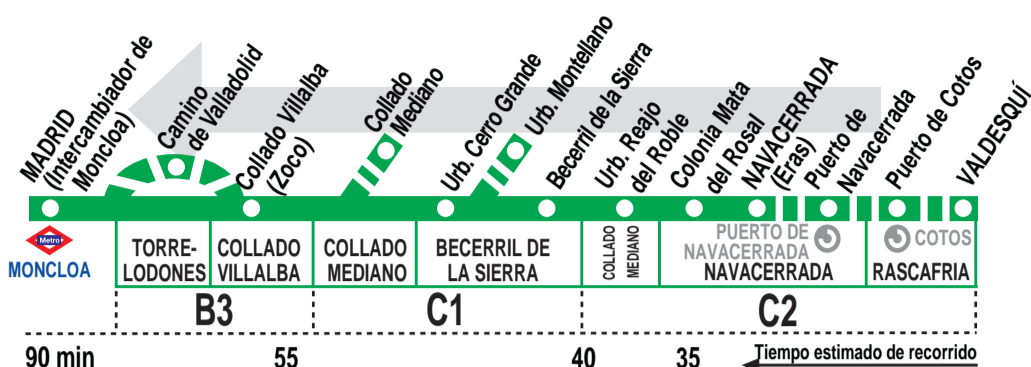 MADRID
(Intercambiador de
Moncloa)
Camino
de Valladolid
Collado Villalba
(Zoco)
Collado
Mediano
Urb. Cerro Grande
Urb. Montellano
Becerril de la Sierra
Urb. Reajo
del Roble
Colonia Mata
del Rosal
NAVACERRADA
(Eras)
Puerto de
Navacerrada
Puerto de Cotos
VALDESQUÍ
Metro
MONCLOA
TORRE-
LODONES
COLLADO
VILLALBA
COLLADO
MEDIANO
BECERRIL DE
LA SIERRA
COLLADO
MEDIANO
PUERTO DE
NAVACERRADA
NAVACERRADA
COTOS
RASCAFRIA
B3
C1
C2
90 min
55
40
35
Tiempo estimado de recorrido